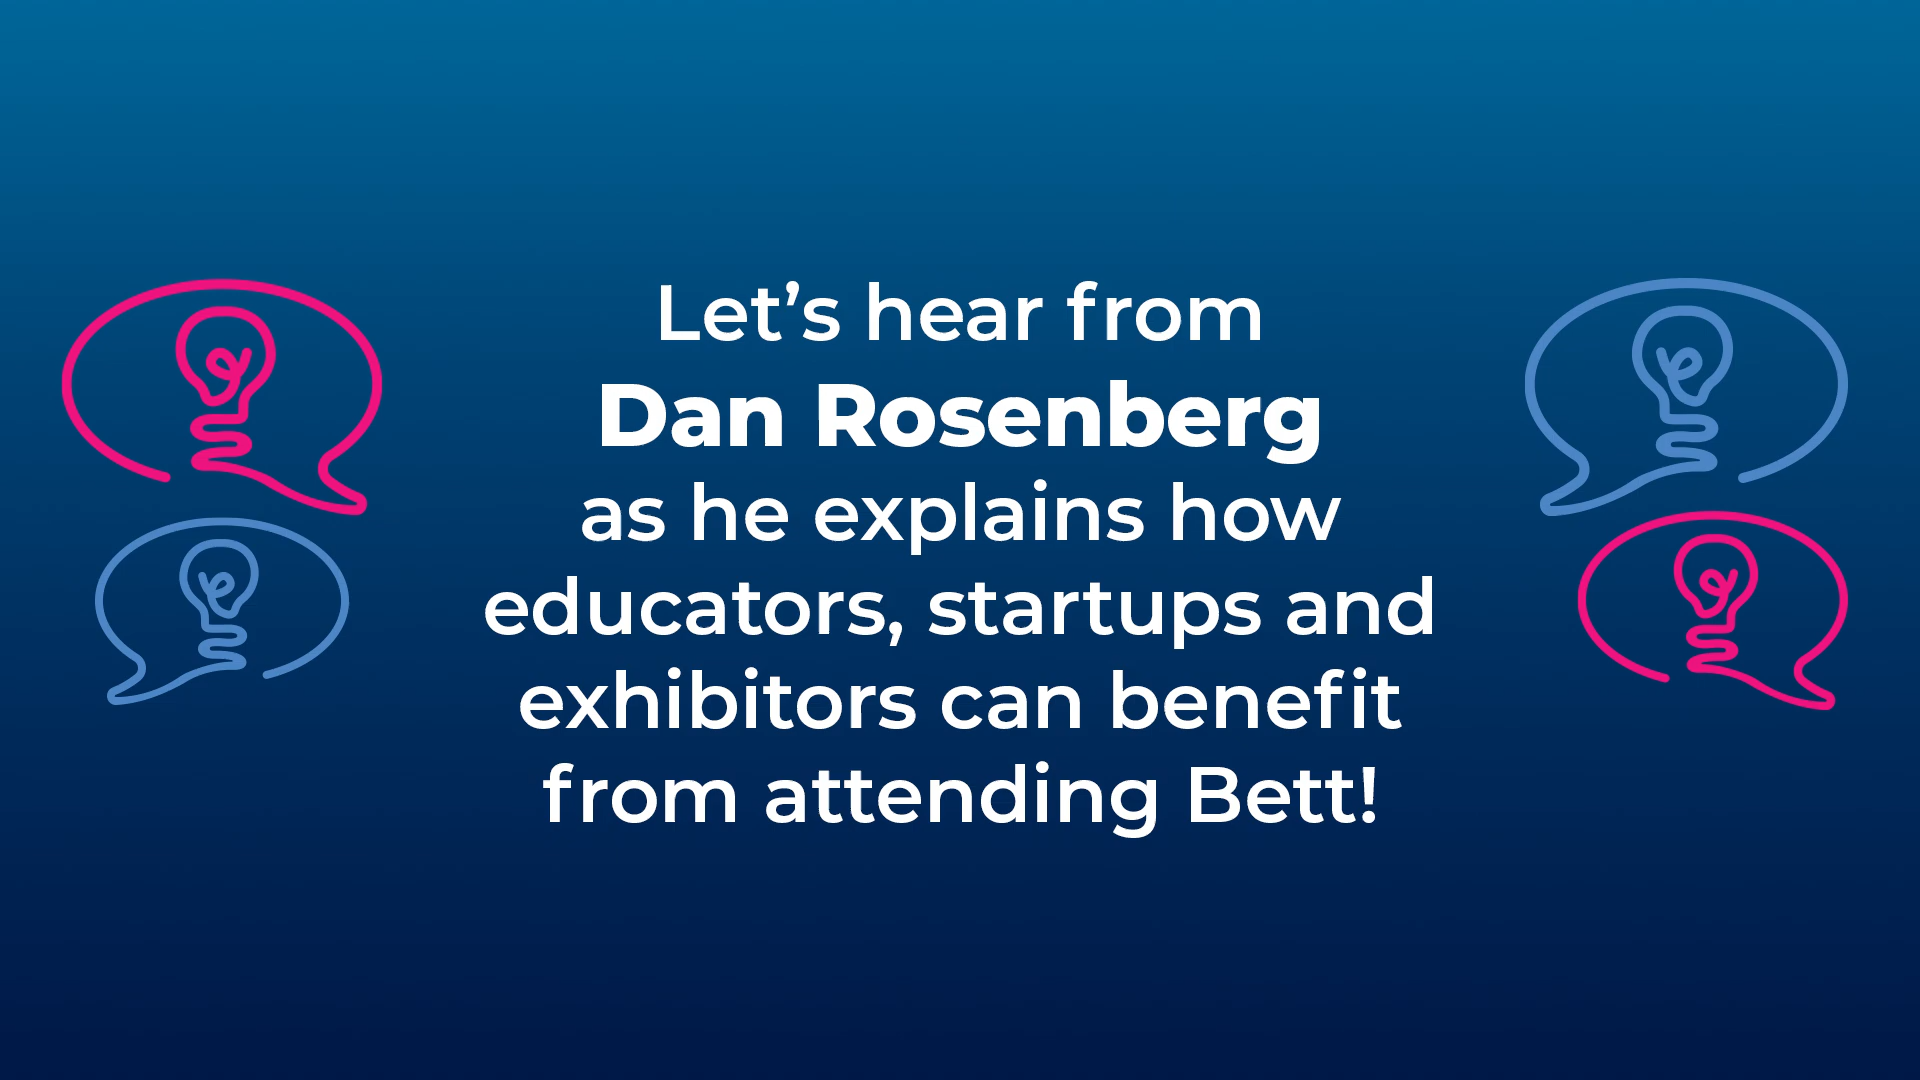 Let’s hear from
Dan Rosenberg
as he explains how
educators, startups and
exhibitors can benefit
from attending Bett!